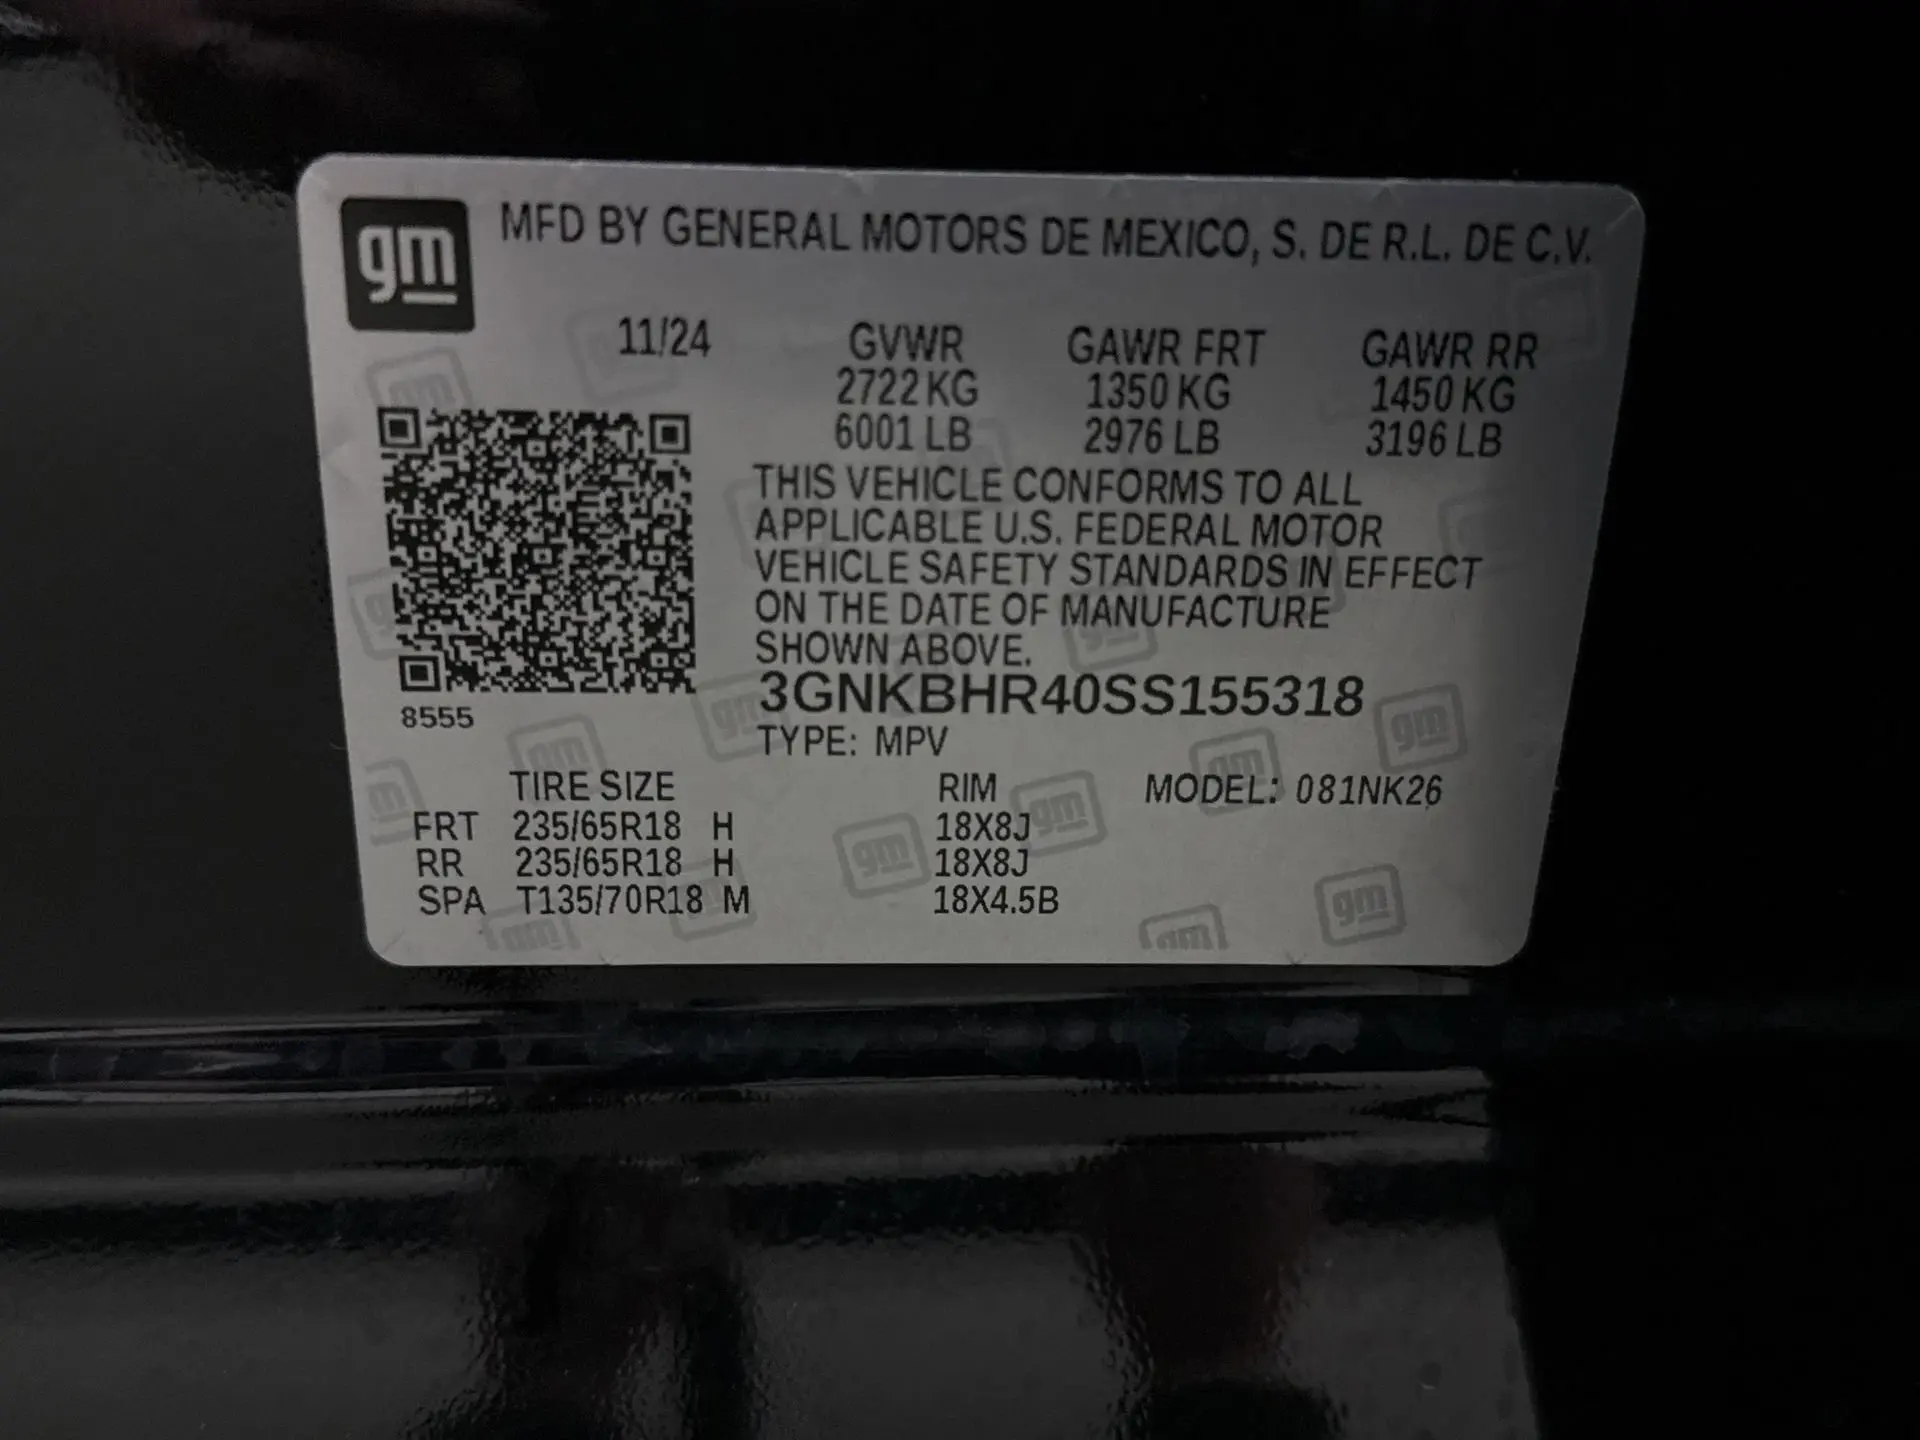 gm
MFD BY GENERAL MOTORS DE MEXICO, S. DE R.L. DE C.V.
11/24 GVWR GAWR FRT GAWR RR
2722 KG 1350 KG 1450 KG
6001 LB 2976 LB 3196 LB
THIS VEHICLE CONFORMS TO ALL
APPLICABLE U.S. FEDERAL MOTOR
VEHICLE SAFETY STANDARDS IN EFFECT
ON THE DATE OF MANUFACTURE
SHOWN ABOVE.
3GNKBHR40SS155318
8555
TYPE: MPV
TIRE SIZE RIM MODEL: 081NK26
FRT 235/65R18 H 18X8J
RR 235/65R18 H 18X8J
SPA T135/70R18 M 18X4.5B